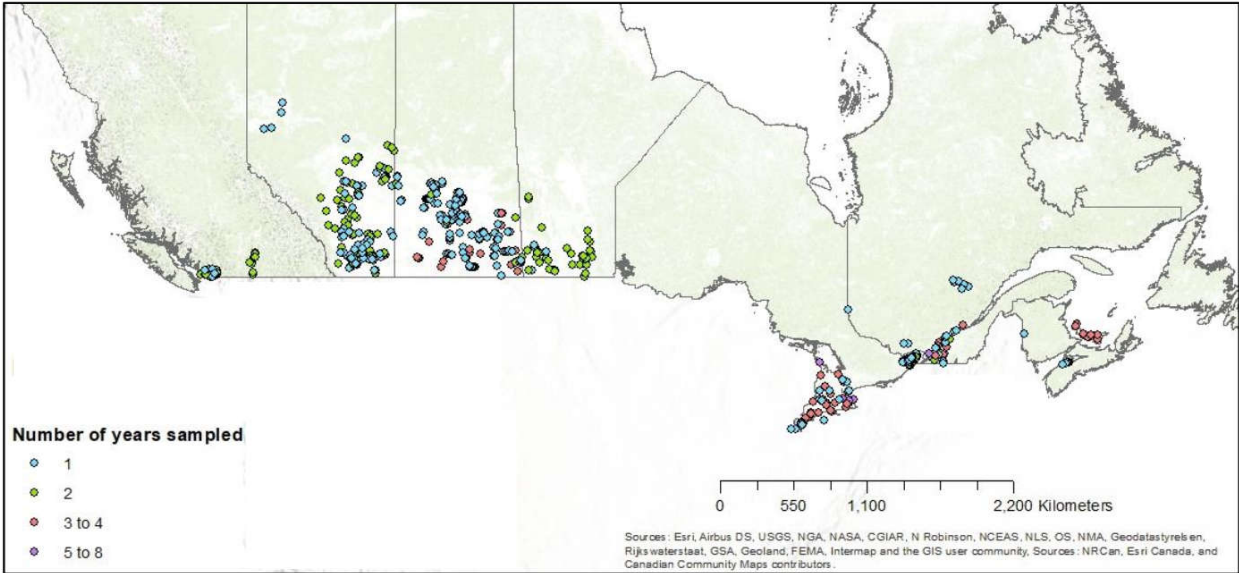 Number of years sampled
1
2
3 to 4
5 to 8
0 550 1,100 2,200 Kilometers
Sources: Esri, Airbus DS, USGS, NGA, NASA, CGIAR, N Robinson, NCEAS, NLS, OS, NMA, Geodatastyrelsen,
Rijkswaterstaat, GSA, Geoland, FEMA, Intermap and the GIS user community, Sources: NRCan, Esri Canada, and
Canadian Community Maps contributors.